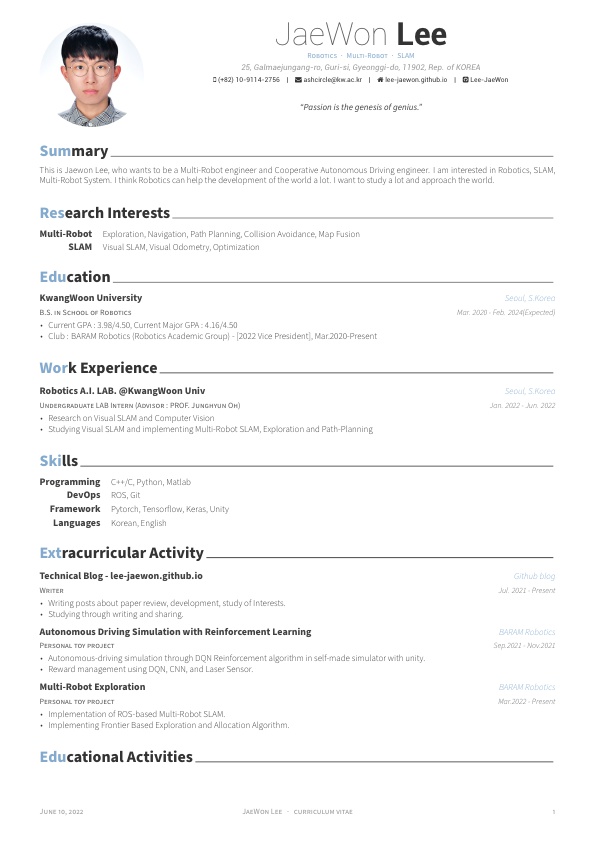 JaeWon Lee
Robotics · Multi-Robot · SLAM
25, Galmaejungang-ro, Guri-si, Gyeonggi-do, 11902, Rep. of KOREA
(+82) 10-9114-2756 | ashcircle@kw.ac.kr | lee-jaewon.github.io | Lee-JaeWon
“Passion is the genesis of genius.”
Summary
This is Jaewon Lee, who wants to be a Multi-Robot engineer and Cooperative Autonomous Driving engineer. I am interested in Robotics, SLAM,
Multi-Robot System. I think Robotics can help the development of the world a lot. I want to study a lot and approach the world.
Research Interests
Multi-Robot Exploration, Navigation, Path Planning, Collision Avoidance, Map Fusion
SLAM Visual SLAM, Visual Odometry, Optimization
Education
KwangWoon University Seoul, S.Korea
B.S. in School of Robotics Mar. 2020 - Feb. 2024(Expected)
• Current GPA : 3.98/4.50, Current Major GPA : 4.16/4.50
• Club : BARAM Robotics (Robotics Academic Group) - [2022 Vice President], Mar.2020-Present
Work Experience
Robotics A.I. LAB. @KwangWoon Univ Seoul, S.Korea
Undergraduate LAB Intern (Advisor : PROF. Junghyun Oh) Jan. 2022 - Jun. 2022
• Research on Visual SLAM and Computer Vision
• Studying Visual SLAM and implementing Multi-Robot SLAM, Exploration and Path-Planning
Skills
Programming C++/C, Python, Matlab
DevOps ROS, Git
Framework Pytorch, Tensorflow, Keras, Unity
Languages Korean, English
Extracurricular Activity
Technical Blog - lee-jaewon.github.io Github blog
Writer Jul. 2021 - Present
• Writing posts about paper review, development, study of Interests.
• Studying through writing and sharing.
Autonomous Driving Simulation with Reinforcement Learning BARAM Robotics
Personal toy project Sep.2021 - Nov.2021
• Autonomous-driving simulation through DQN Reinforcement algorithm in self-made simulator with unity.
• Reward management using DQN, CNN, and Laser Sensor.
Multi-Robot Exploration BARAM Robotics
Personal toy project Mar.2022 - Present
• Implementation of ROS-based Multi-Robot SLAM.
• Implementing Frontier Based Exploration and Allocation Algorithm.
Educational Activities
June 10, 2022 JaeWon Lee · curriculum vitae 1